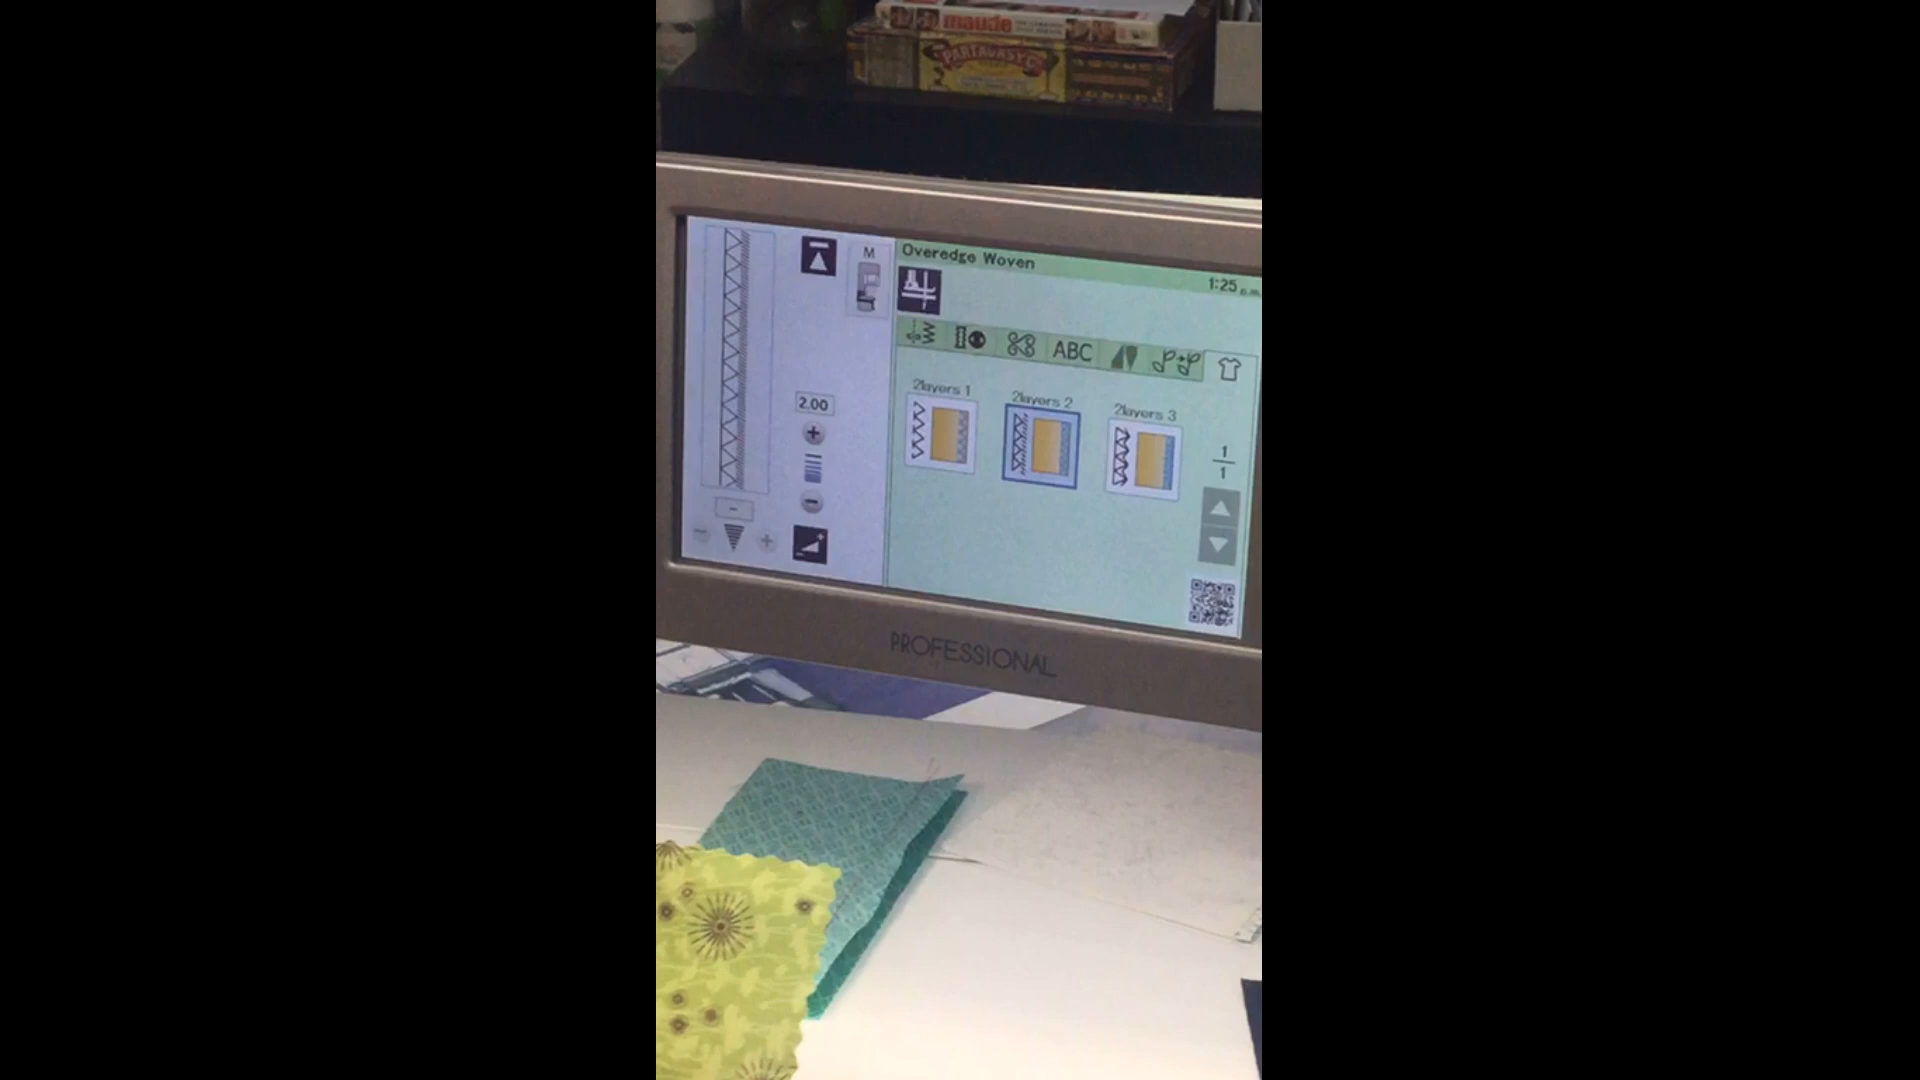 maude
Overedge Woven
M
1:25 p.m.
ABC
2layers 1
2layers 2
2layers 3
2.00
1
1
PROFESSIONAL